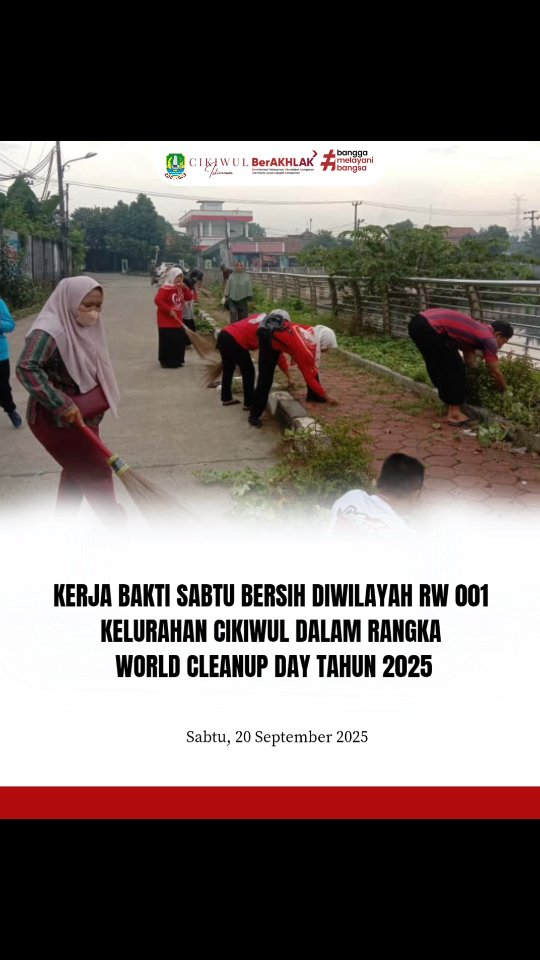 CIKIWUL
BerAKHLAK
#bangga
melayani
bangsa
KERJA BAKTI SABTU BERSIH DIWILAYAH RW 001
KELURAHAN CIKIWUL DALAM RANGKA
WORLD CLEANUP DAY TAHUN 2025
Sabtu, 20 September 2025